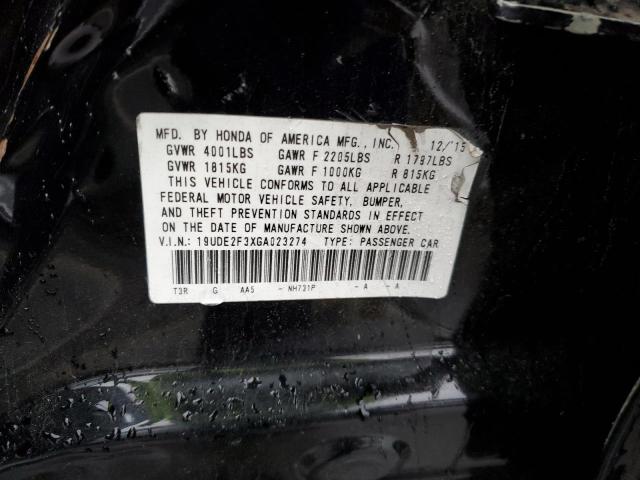 MFD. BY HONDA OF AMERICA MFG., INC. 12/15
GVWR 4001LBS GAWR F 2205LBS R 1797LBS
GVWR 1815KG GAWR F 1000KG R 815KG
THIS VEHICLE CONFORMS TO ALL APPLICABLE
FEDERAL MOTOR VEHICLE SAFETY, BUMPER,
AND THEFT PREVENTION STANDARDS IN EFFECT
ON THE DATE OF MANUFACTURE SHOWN ABOVE.
V.I.N.: 19UDE2F3XGA023274 TYPE: PASSENGER CAR
T3R G AA5 - NH731P - A - A